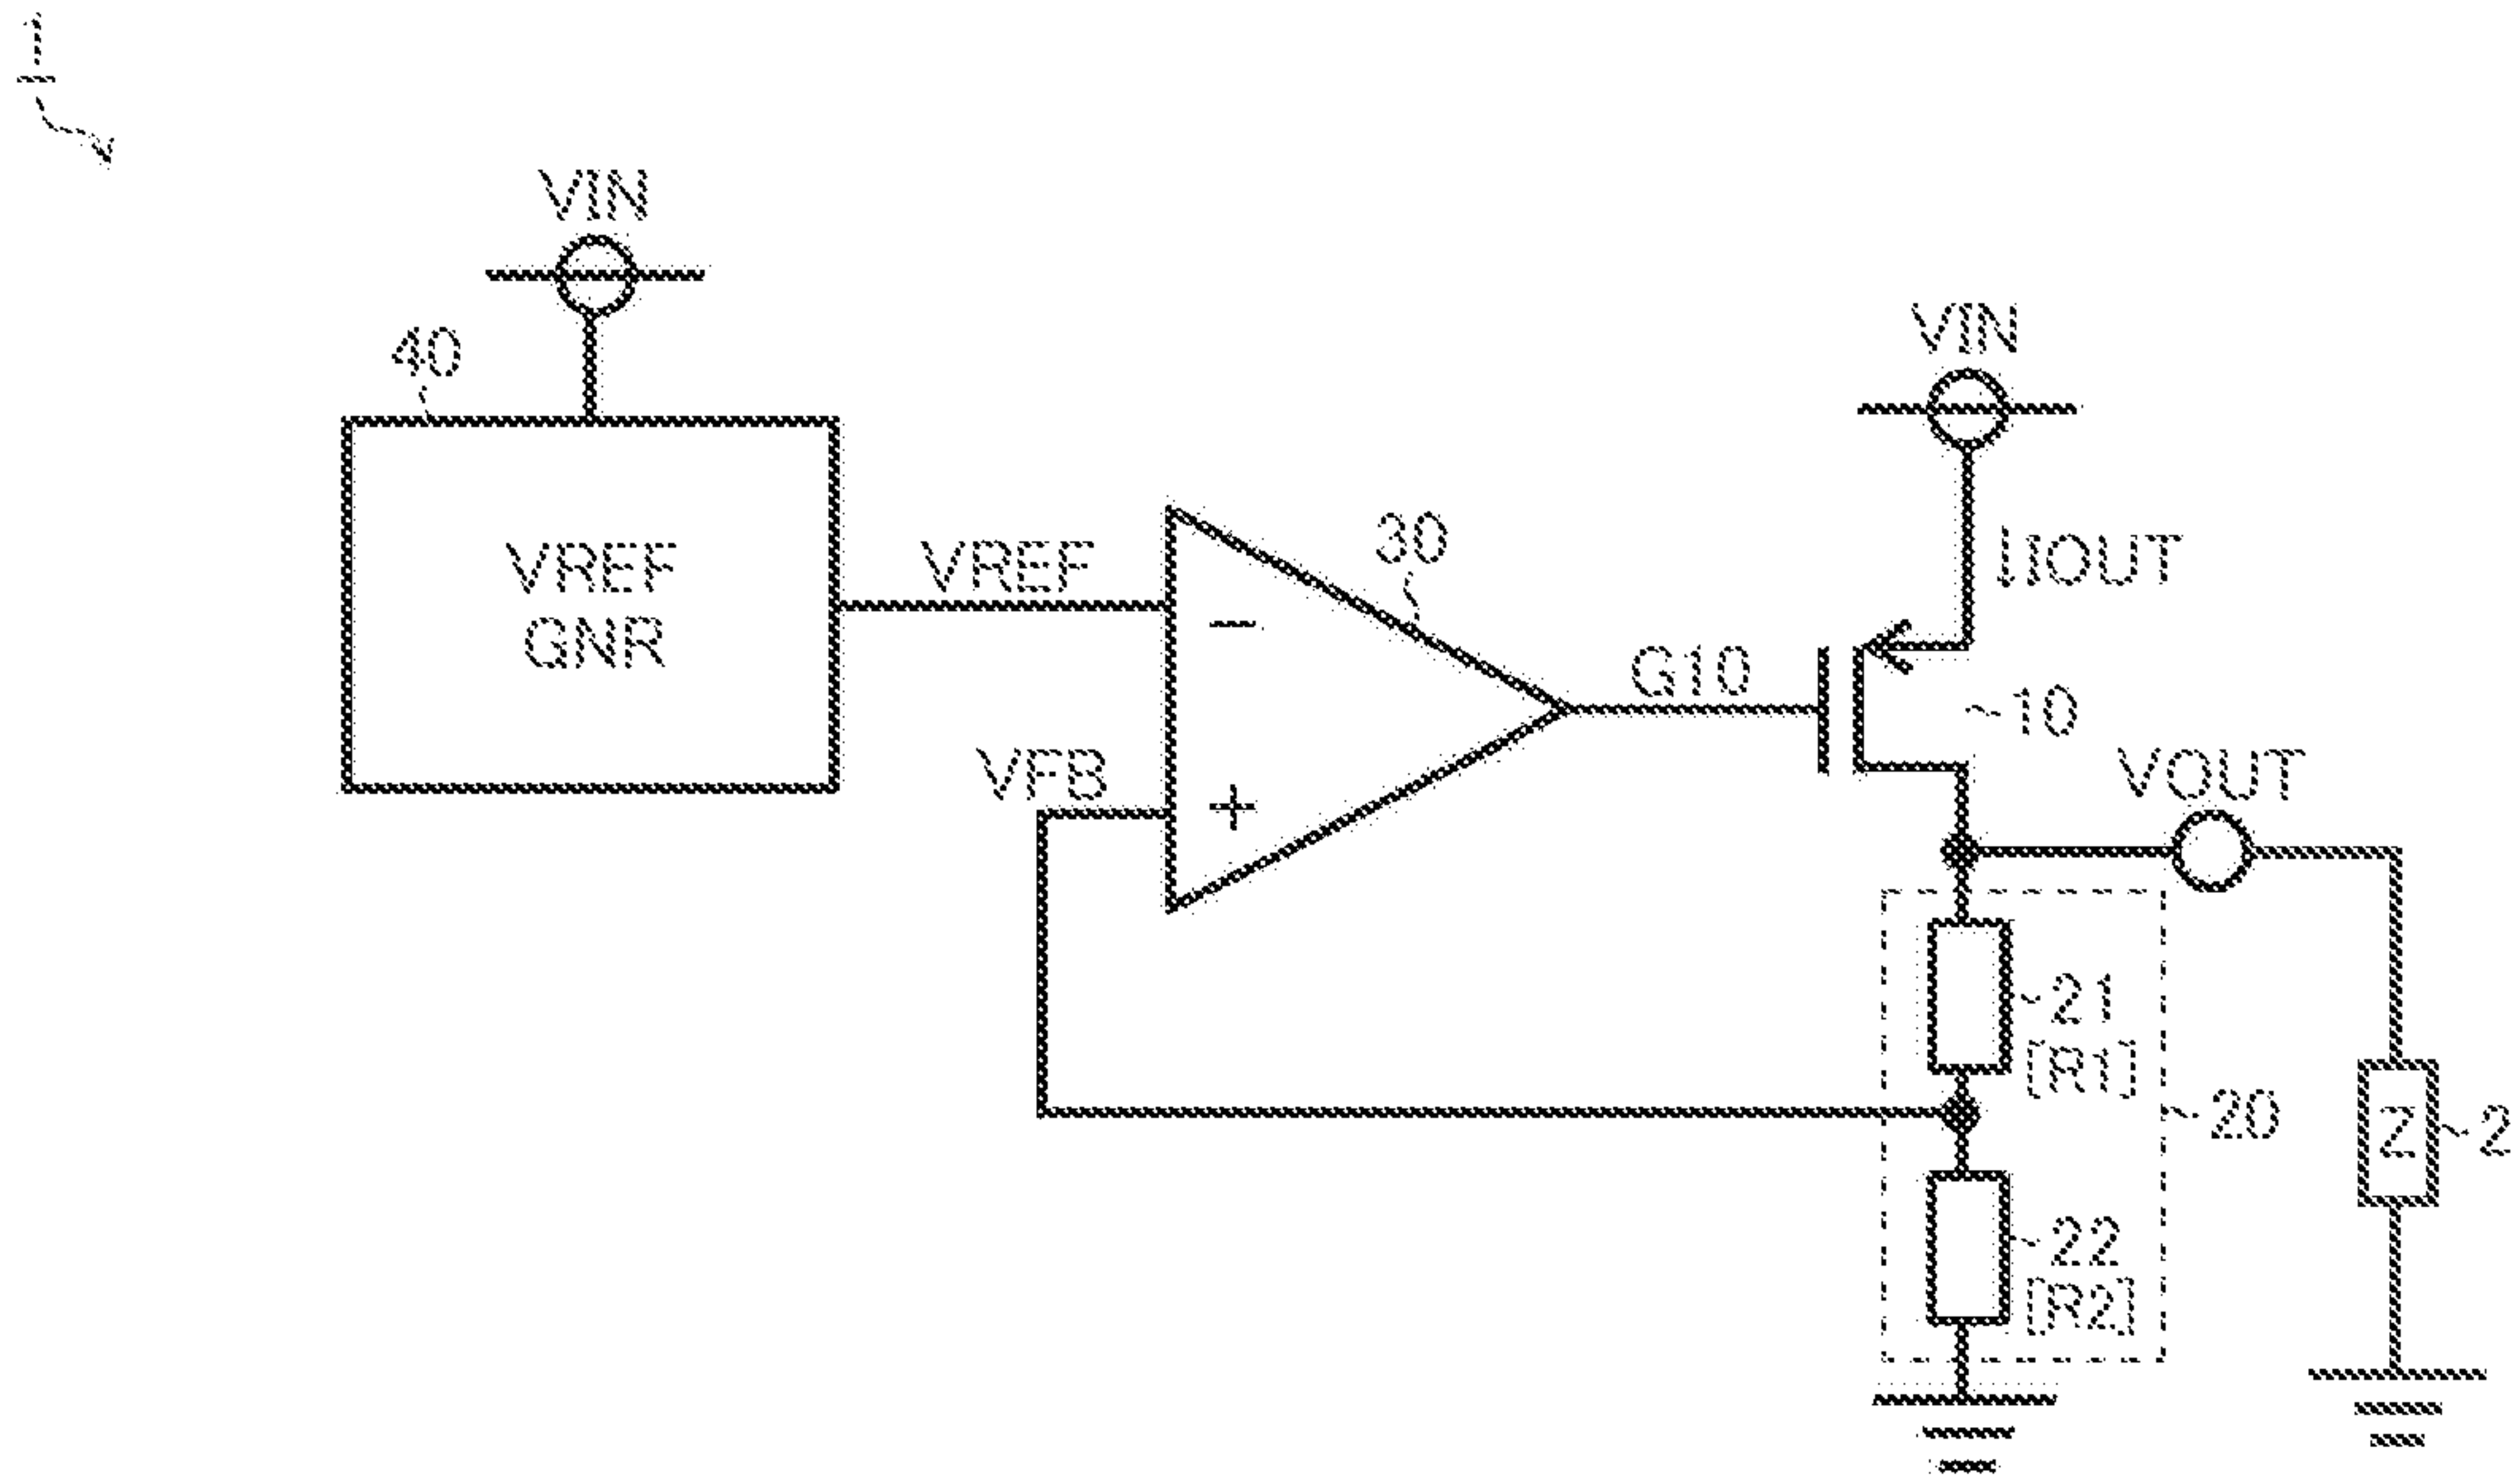 1
VIN
40
VREF
GNR
VREF
VFB
-
+
30
G10
VIN
↓IOUT
~10
VOUT
~21
[R1]
~20
~22
[R2]
Z
~2